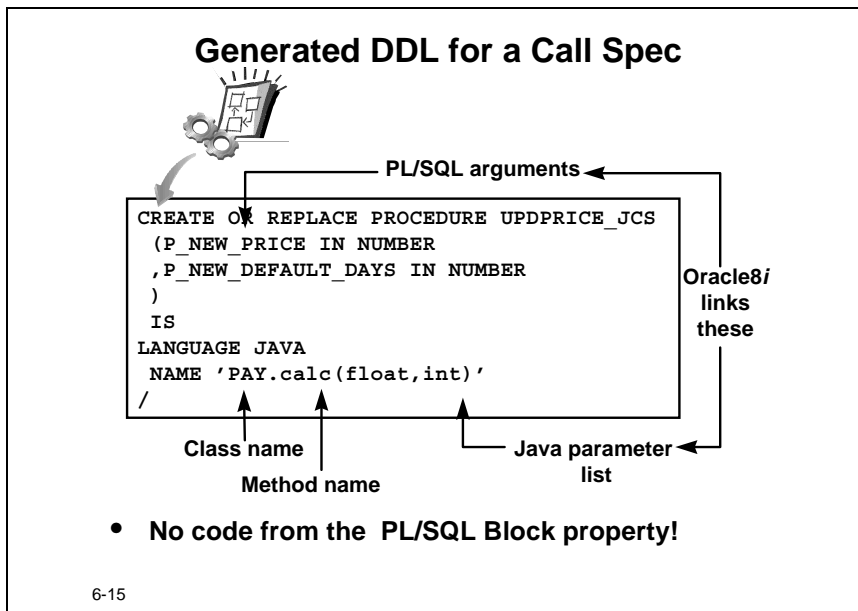 Generated DDL for a Call Spec
PL/SQL arguments
CREATE OR REPLACE PROCEDURE UPDPRICE_JCS
(P_NEW_PRICE IN NUMBER
,P_NEW_DEFAULT_DAYS IN NUMBER
)
IS
LANGUAGE JAVA
NAME ’PAY.calc(float,int)’
/
Oracle8i
links
these
Class name
Method name
Java parameter
list
• No code from the PL/SQL Block property!
6-15